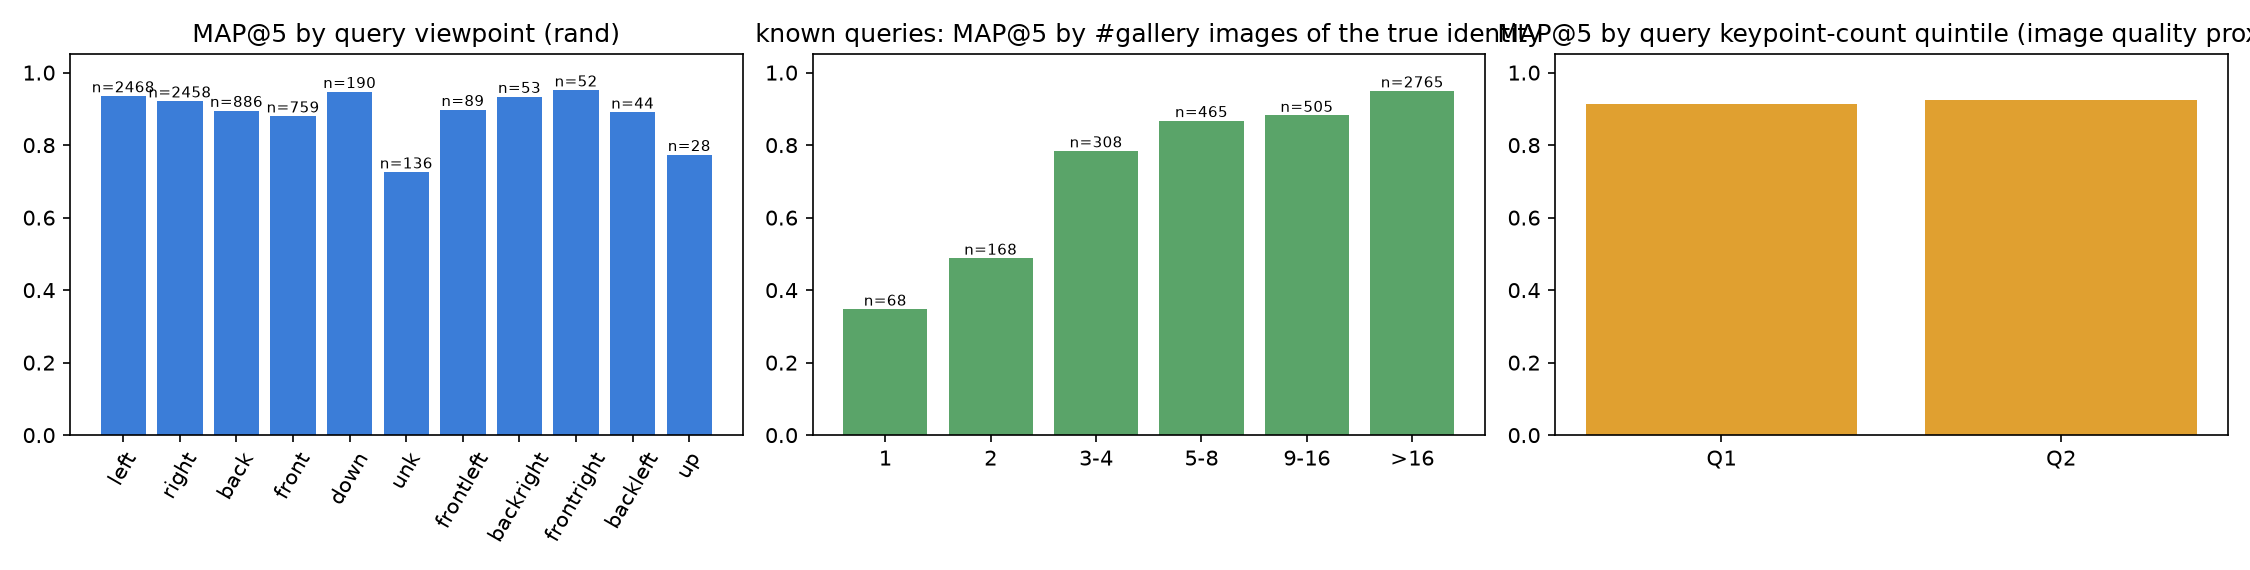 MAP@5 by query viewpoint (rand)
1.0
0.8
0.6
0.4
0.2
0.0
n=2468
n=2458
n=886
n=759
n=190
n=136
n=89
n=53
n=52
n=44
n=28
left
right
back
front
down
unk
frontleft
backright
frontright
backleft
up
known queries: MAP@5 by #gallery images of the true identity
1.0
0.8
0.6
0.4
0.2
0.0
n=68
n=168
n=308
n=465
n=505
n=2765
1
2
3-4
5-8
9-16
>16
MAP@5 by query keypoint-count quintile (image quality prox
1.0
0.8
0.6
0.4
0.2
0.0
Q1
Q2